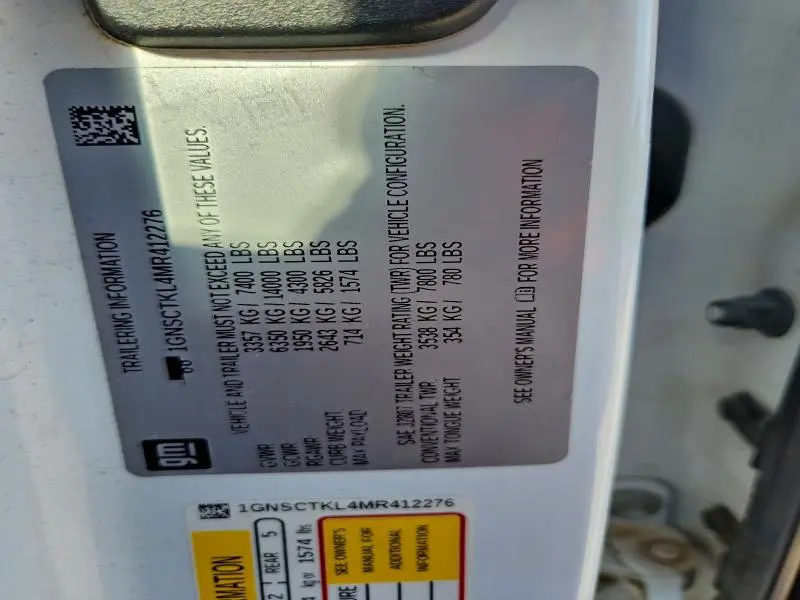 TRAILERING INFORMATION
1GNSCTKL4MR412276
VEHICLE AND TRAILER MUST NOT EXCEED ANY OF THESE VALUES.
GVWR 3357 KG / 7400 LBS
GCWR 6350 KG / 14000 LBS
RGAWR 1950 KG / 4300 LBS
CURB WEIGHT 2643 KG / 5826 LBS
MAX PAYLOAD 714 KG / 1574 LBS
SAE J2807 TRAILER WEIGHT RATING (TWR) FOR VEHICLE CONFIGURATION.
CONVENTIONAL TWR 3538 KG / 7800 LBS
MAX TONGUE WEIGHT 354 KG / 780 LBS
SEE OWNER'S MANUAL FOR MORE INFORMATION
gm
1GNSCTKL4MR412276
REAR 5
kg or 1574 lbs
SEE OWNER'S
MANUAL FOR
ADDITIONAL
INFORMATION